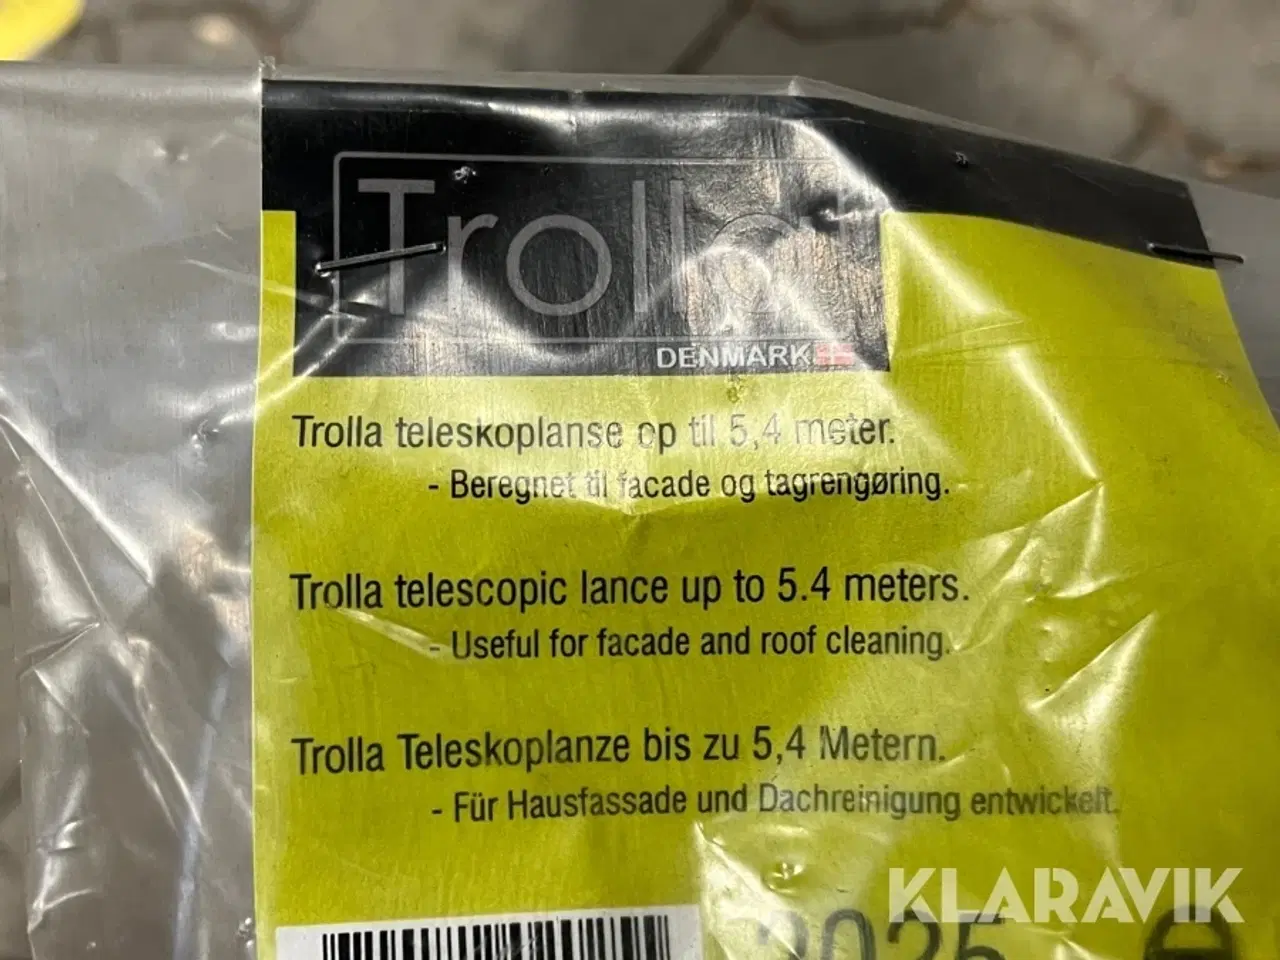 Trolla
DENMARK
Trolla teleskoplanse op til 5,4 meter.
- Beregnet til facade og tagrengøring.
Trolla telescopic lance up to 5.4 meters.
- Useful for facade and roof cleaning.
Trolla Teleskoplanze bis zu 5,4 Metern.
- Für Hausfassade und Dachreinigung entwickelt.
KLARAVIK